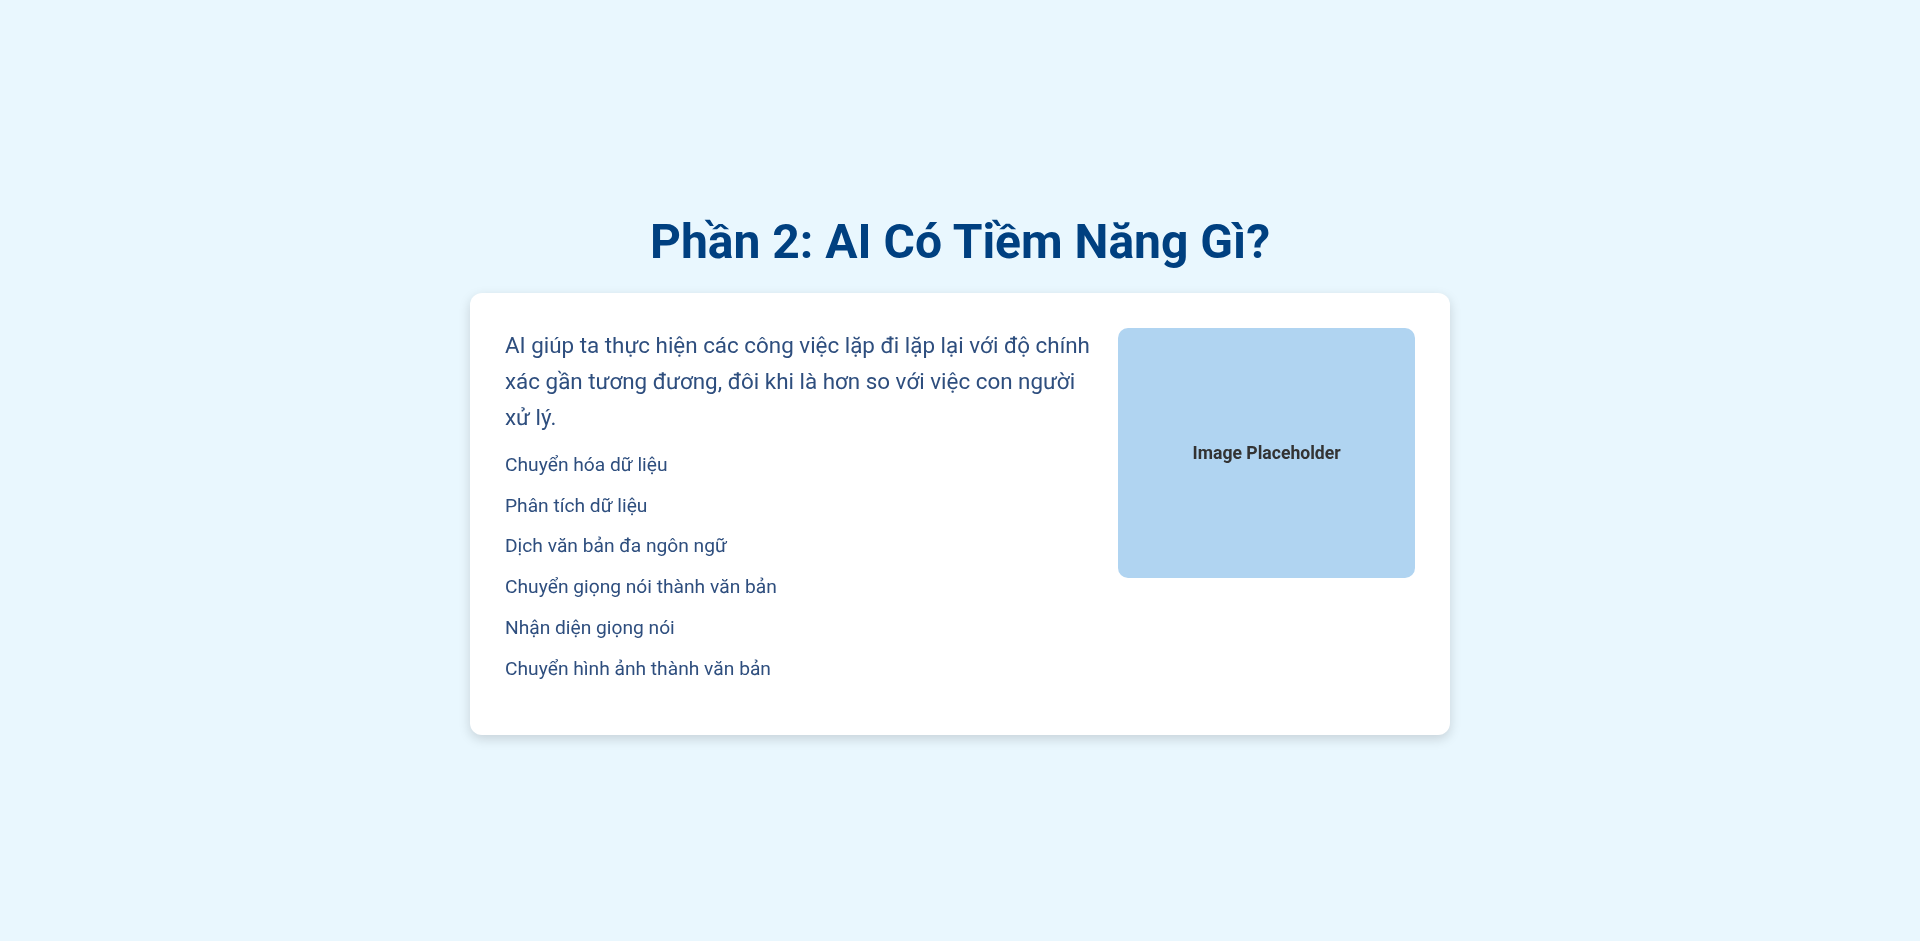 Phần 2: AI Có Tiềm Năng Gì?
AI giúp ta thực hiện các công việc lặp đi lặp lại với độ chính
xác gần tương đương, đôi khi là hơn so với việc con người
xử lý.
Chuyển hóa dữ liệu
Phân tích dữ liệu
Dịch văn bản đa ngôn ngữ
Chuyển giọng nói thành văn bản
Nhận diện giọng nói
Chuyển hình ảnh thành văn bản
Image Placeholder